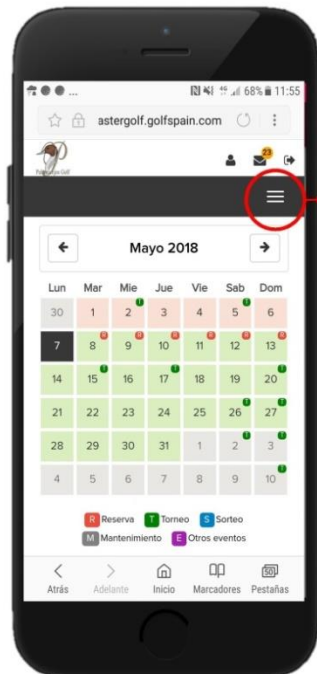 ... 68% 11:55
astergolf.golfspain.com
23
Mayo 2018
Lun Mar Mie Jue Vie Sab Dom
30 1 2 T 3 4 5 T 6
7 8 R 9 R 10 R 11 R 12 R 13 R
14 15 T 16 17 T 18 19 20 T
21 22 23 24 25 26 T 27 T
28 29 30 31 1 2 T 3 T
4 5 6 7 8 9 10 T
R Reserva T Torneo S Sorteo
M Mantenimiento E Otros eventos
50
Atrás Adelante Inicio Marcadores Pestañas